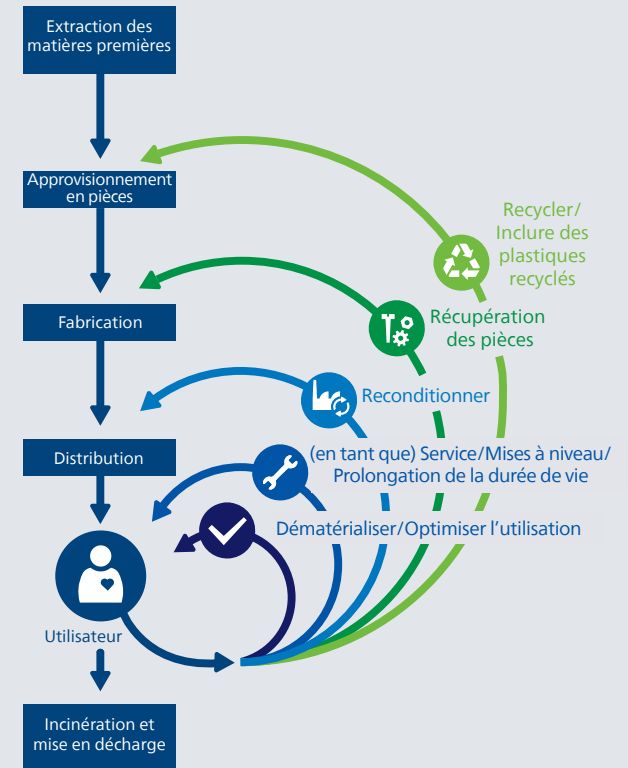 Extraction des
matières premières
Approvisionnement
en pièces
Recycler/
Inclure des
plastiques
recyclés
Fabrication
Récupération
des pièces
Reconditionner
Distribution
(en tant que) Service/Mises à niveau/
Prolongation de la durée de vie
Dématérialiser/Optimiser l’utilisation
Utilisateur
Incinération et
mise en décharge